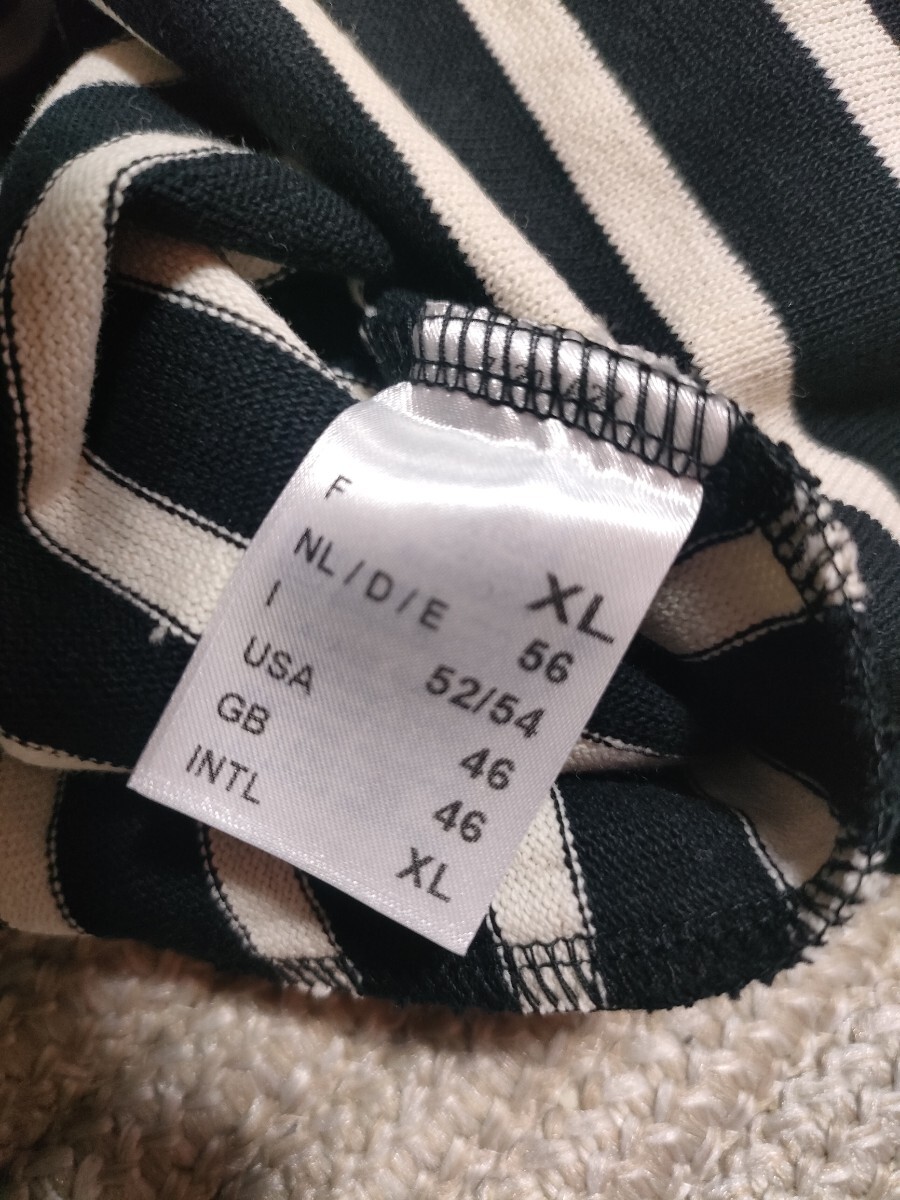 F XL
NL / D / E 56
I 52/54
USA 46
GB 46
INTL XL